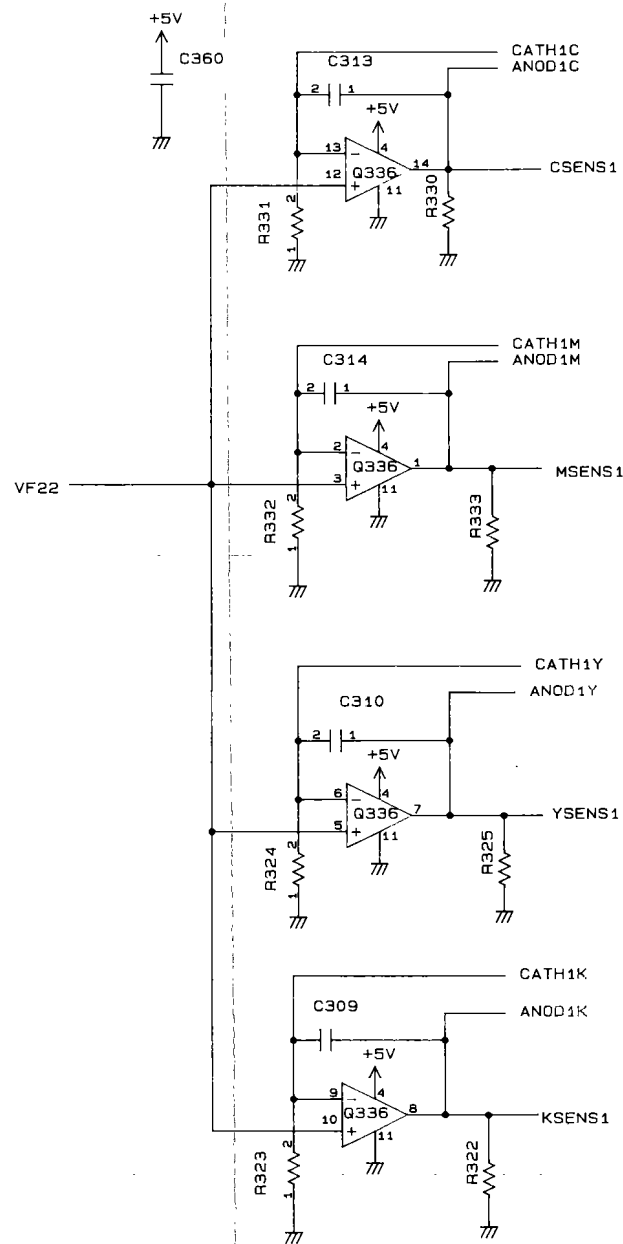 +5V
C360
CATH1C
C313
ANOD1C
2 1
+5V
13 - 4
Q336 14
12 + 11
CSENS1
R331
2
1
R330
CATH1M
C314
ANOD1M
2 1
+5V
2 - 4
Q336 1
3 + 11
MSENS1
VF22
R332
2
1
R333
CATH1Y
C310
ANOD1Y
2 1
+5V
6 - 4
Q336 7
5 + 11
YSENS1
R324
2
1
R325
CATH1K
C309
ANOD1K
+5V
9 - 4
Q336 8
10 + 11
KSENS1
R323
2
1
R322